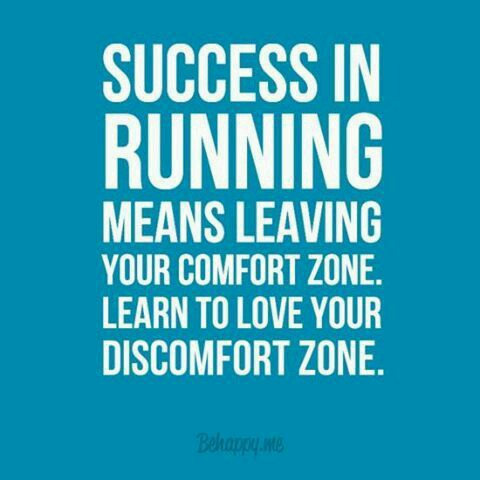 SUCCESS IN
RUNNING
MEANS LEAVING
YOUR COMFORT ZONE.
LEARN TO LOVE YOUR
DISCOMFORT ZONE.
Behappy.me